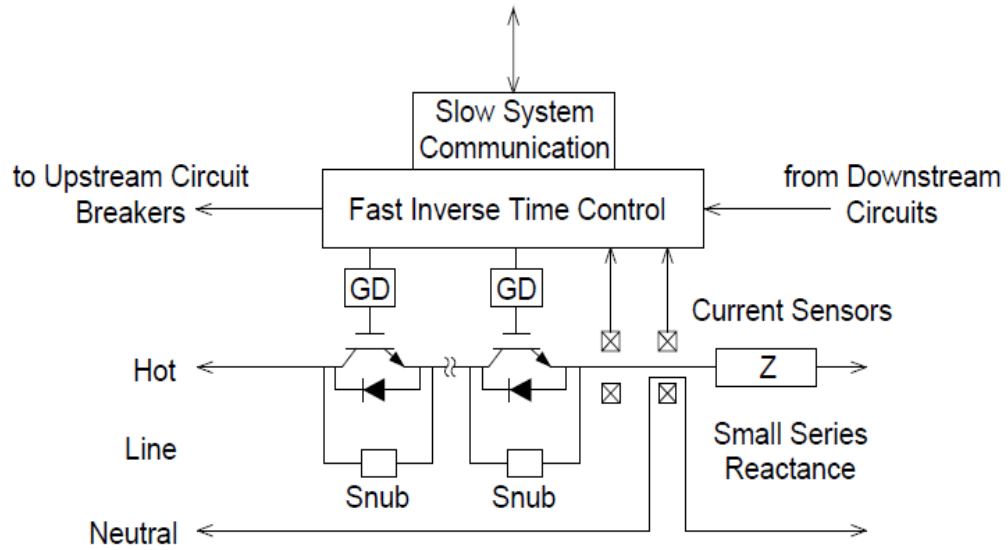 Slow System
Communication
to Upstream Circuit
Breakers
Fast Inverse Time Control
from Downstream
Circuits
GD
GD
Current Sensors
Hot
Z
Line
Small Series
Reactance
Snub
Snub
Neutral